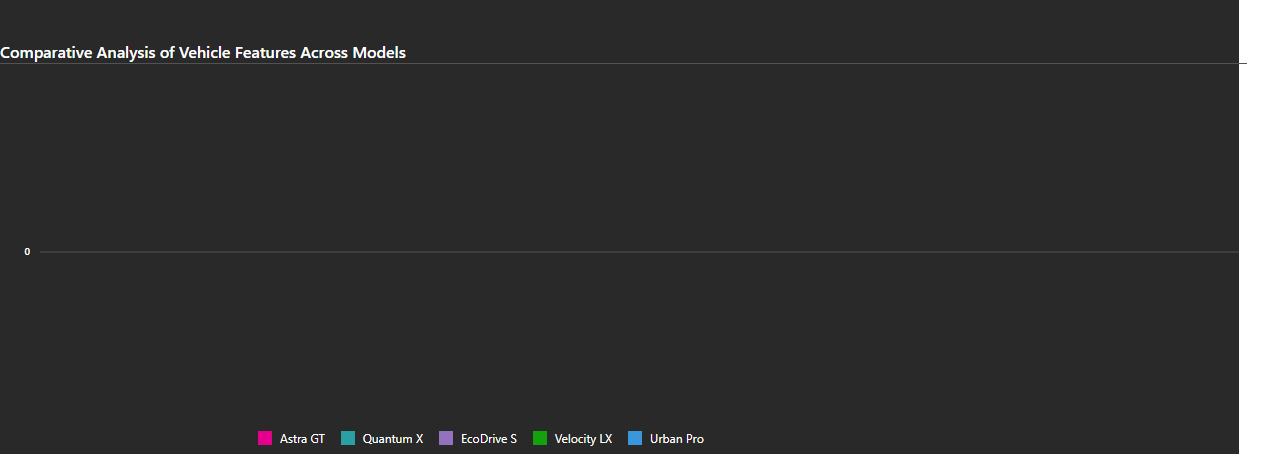 Comparative Analysis of Vehicle Features Across Models
0
Astra GT Quantum X EcoDrive S Velocity LX Urban Pro